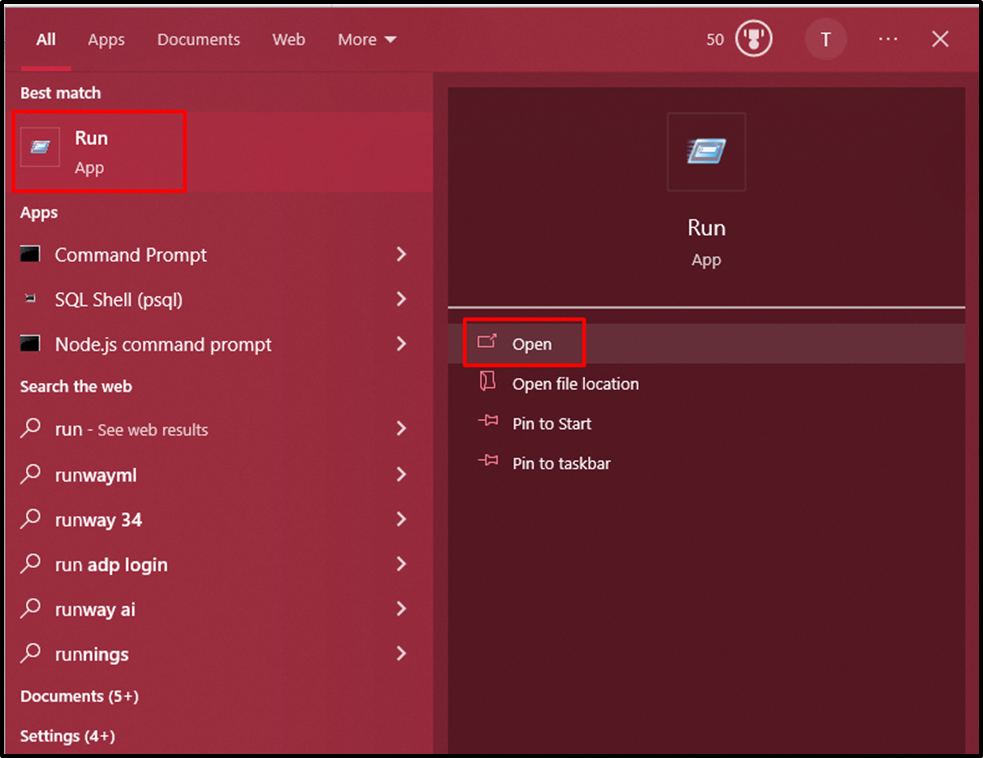 All Apps Documents Web More 50 T ...
Best match
Run
App
Apps
Command Prompt
SQL Shell (psql)
Node.js command prompt
Search the web
run - See web results
runwayml
runway 34
run adp login
runway ai
runnings
Documents (5+)
Settings (4+)
Run
App
Open
Open file location
Pin to Start
Pin to taskbar